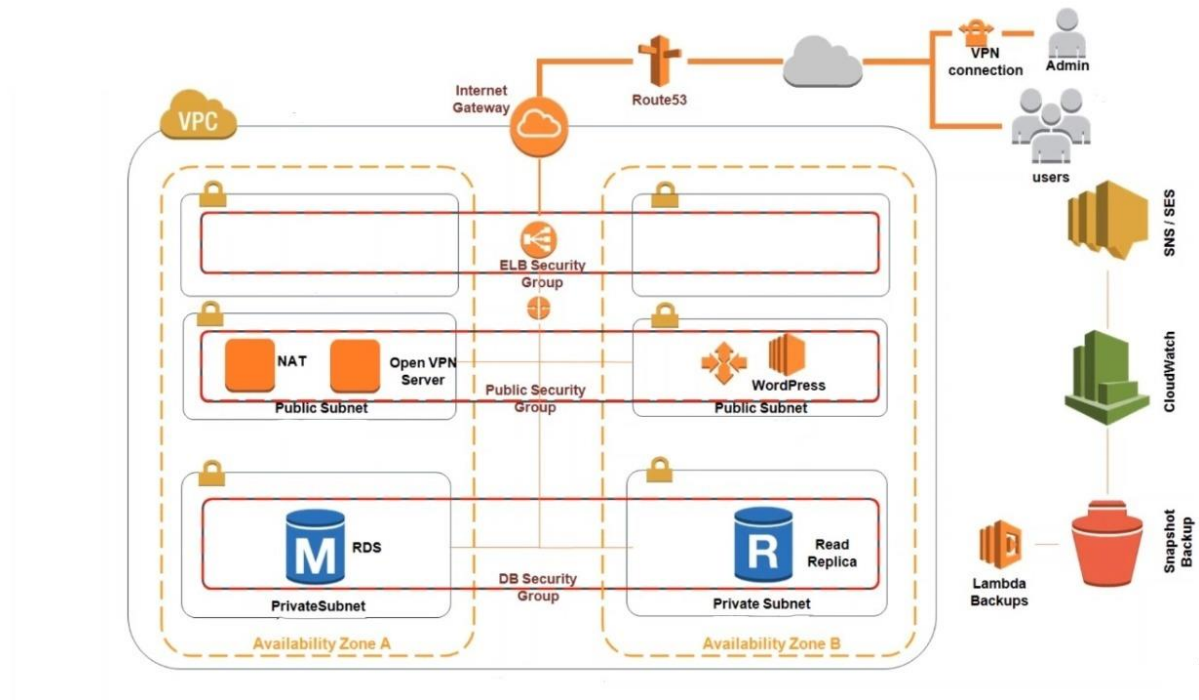 VPN
connection
Admin
Internet
Gateway
Route53
VPC
users
SNS / SES
ELB Security
Group
NAT
Open VPN
Server
WordPress
Public Security
Group
Public Subnet
Public Subnet
CloudWatch
M
RDS
R
Read
Replica
DB Security
Group
PrivateSubnet
Private Subnet
Lambda
Backups
Snapshot
Backup
Availability Zone A
Availability Zone B